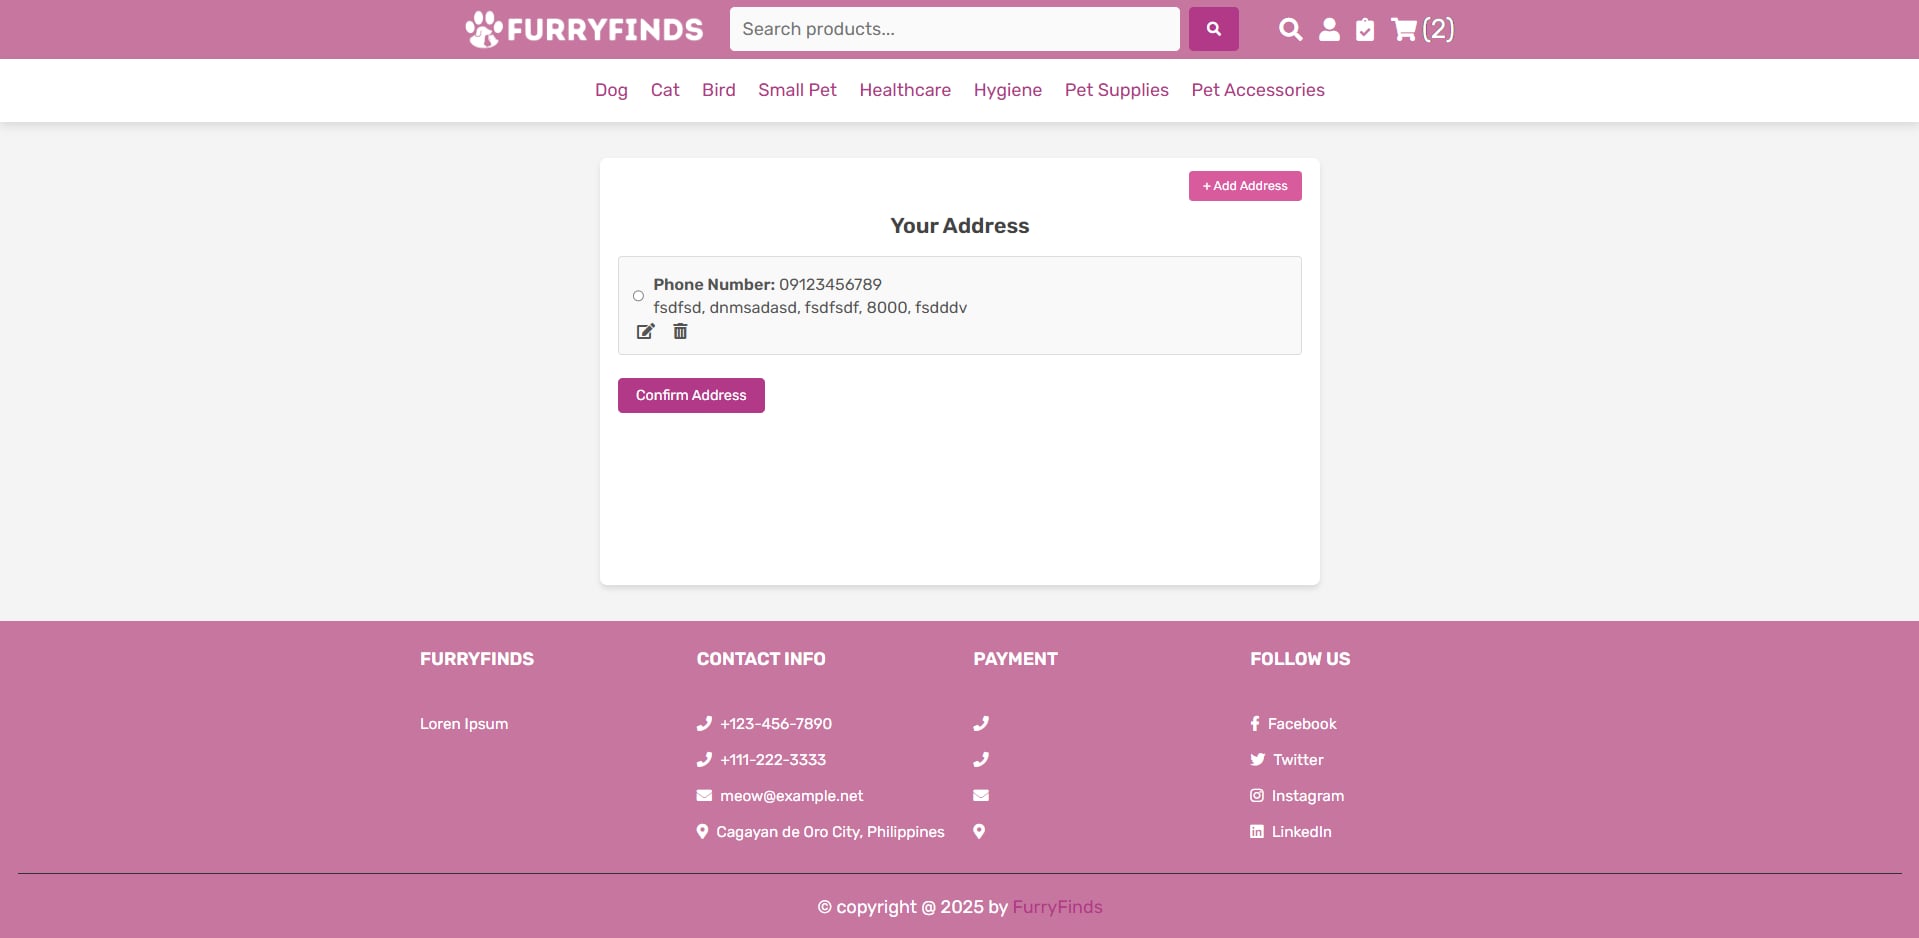 FURRYFINDS
Search products...
(2)
Dog Cat Bird Small Pet Healthcare Hygiene Pet Supplies Pet Accessories
+ Add Address
Your Address
Phone Number: 09123456789
fsdfsd, dnmsadasd, fsdfsdf, 8000, fsdddv
Confirm Address
FURRYFINDS
Loren Ipsum
CONTACT INFO
+123-456-7890
+111-222-3333
meow@example.net
Cagayan de Oro City, Philippines
PAYMENT
FOLLOW US
Facebook
Twitter
Instagram
LinkedIn
© copyright @ 2025 by FurryFinds